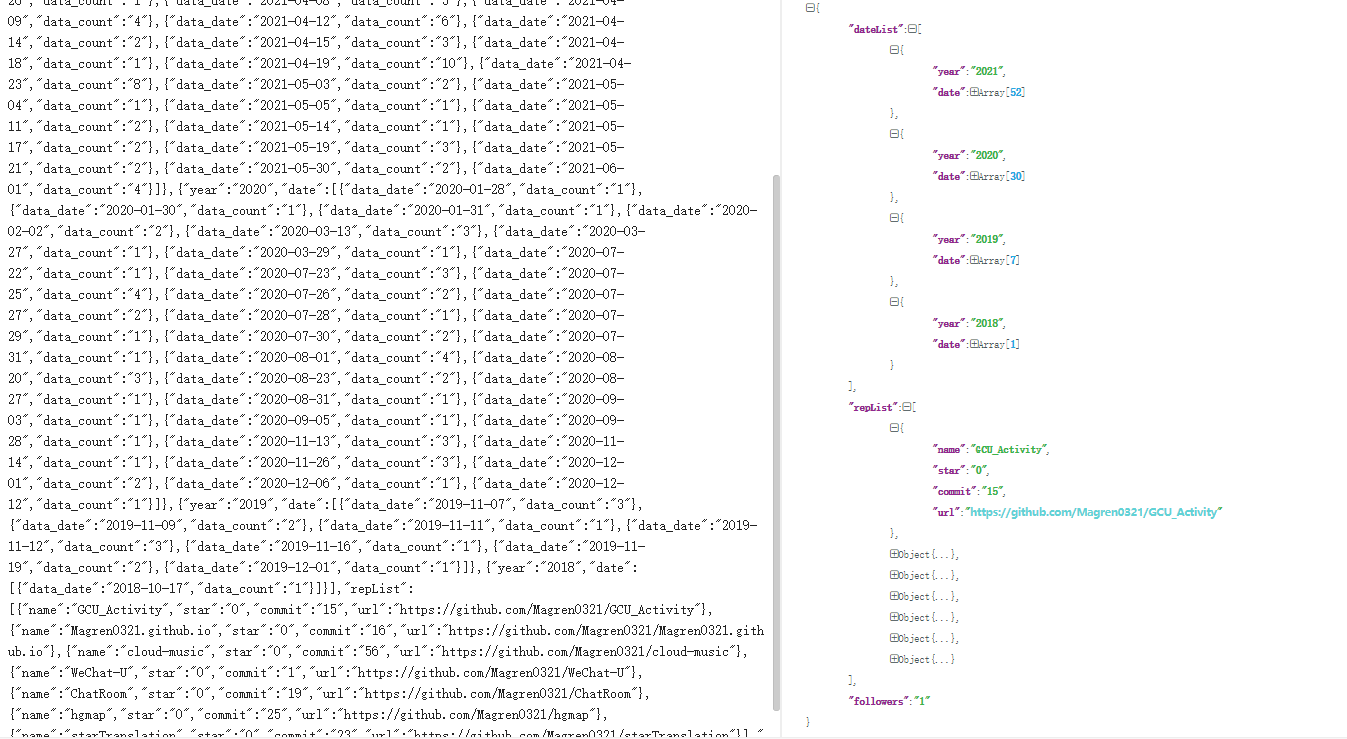 20","data_count":"1"},{"data_date":"2021-04-08","data_count":"5"},{"data_date":"2021-04-
09","data_count":"4"},{"data_date":"2021-04-12","data_count":"6"},{"data_date":"2021-04-
14","data_count":"2"},{"data_date":"2021-04-15","data_count":"3"},{"data_date":"2021-04-
18","data_count":"1"},{"data_date":"2021-04-19","data_count":"10"},{"data_date":"2021-04-
23","data_count":"8"},{"data_date":"2021-05-03","data_count":"2"},{"data_date":"2021-05-
04","data_count":"1"},{"data_date":"2021-05-05","data_count":"1"},{"data_date":"2021-05-
11","data_count":"2"},{"data_date":"2021-05-14","data_count":"1"},{"data_date":"2021-05-
17","data_count":"2"},{"data_date":"2021-05-19","data_count":"3"},{"data_date":"2021-05-
21","data_count":"2"},{"data_date":"2021-05-30","data_count":"2"},{"data_date":"2021-06-
01","data_count":"4"}]},{"year":"2020","date":[{"data_date":"2020-01-28","data_count":"1"},
{"data_date":"2020-01-30","data_count":"1"},{"data_date":"2020-01-31","data_count":"1"},{"data_date":"2020-
02-02","data_count":"2"},{"data_date":"2020-03-13","data_count":"3"},{"data_date":"2020-03-
27","data_count":"1"},{"data_date":"2020-03-29","data_count":"1"},{"data_date":"2020-07-
22","data_count":"1"},{"data_date":"2020-07-23","data_count":"3"},{"data_date":"2020-07-
25","data_count":"4"},{"data_date":"2020-07-26","data_count":"2"},{"data_date":"2020-07-
27","data_count":"2"},{"data_date":"2020-07-28","data_count":"1"},{"data_date":"2020-07-
29","data_count":"1"},{"data_date":"2020-07-30","data_count":"2"},{"data_date":"2020-07-
31","data_count":"1"},{"data_date":"2020-08-01","data_count":"4"},{"data_date":"2020-08-
20","data_count":"3"},{"data_date":"2020-08-23","data_count":"2"},{"data_date":"2020-08-
27","data_count":"1"},{"data_date":"2020-08-31","data_count":"1"},{"data_date":"2020-09-
03","data_count":"1"},{"data_date":"2020-09-05","data_count":"1"},{"data_date":"2020-09-
28","data_count":"1"},{"data_date":"2020-11-13","data_count":"3"},{"data_date":"2020-11-
14","data_count":"1"},{"data_date":"2020-11-26","data_count":"3"},{"data_date":"2020-12-
01","data_count":"2"},{"data_date":"2020-12-06","data_count":"1"},{"data_date":"2020-12-
12","data_count":"1"}]},{"year":"2019","date":[{"data_date":"2019-11-07","data_count":"3"},
{"data_date":"2019-11-09","data_count":"2"},{"data_date":"2019-11-11","data_count":"1"},{"data_date":"2019-
11-12","data_count":"3"},{"data_date":"2019-11-16","data_count":"1"},{"data_date":"2019-11-
19","data_count":"2"},{"data_date":"2019-12-01","data_count":"1"}]},{"year":"2018","date":
[{"data_date":"2018-10-17","data_count":"1"}]}],"repList":
[{"name":"GCU_Activity","star":"0","commit":"15","url":"https://github.com/Magren0321/GCU_Activity"},
{"name":"Magren0321.github.io","star":"0","commit":"16","url":"https://github.com/Magren0321/Magren0321.gith
ub.io"},{"name":"cloud-music","star":"0","commit":"56","url":"https://github.com/Magren0321/cloud-music"},
{"name":"WeChat-U","star":"0","commit":"1","url":"https://github.com/Magren0321/WeChat-U"},
{"name":"ChatRoom","star":"0","commit":"19","url":"https://github.com/Magren0321/ChatRoom"},
{"name":"hgmap","star":"0","commit":"25","url":"https://github.com/Magren0321/hgmap"},
{"name":"starTranslation","star":"0","commit":"23","url":"https://github.com/Magren0321/starTranslation"}],"
{
"dateList":[
{
"year":"2021",
"date":Array[52]
},
{
"year":"2020",
"date":Array[30]
},
{
"year":"2019",
"date":Array[7]
},
{
"year":"2018",
"date":Array[1]
}
],
"repList":[
{
"name":"GCU_Activity",
"star":"0",
"commit":"15",
"url":"https://github.com/Magren0321/GCU_Activity"
},
Object{...},
Object{...},
Object{...},
Object{...},
Object{...},
Object{...}
],
"followers":"1"
}